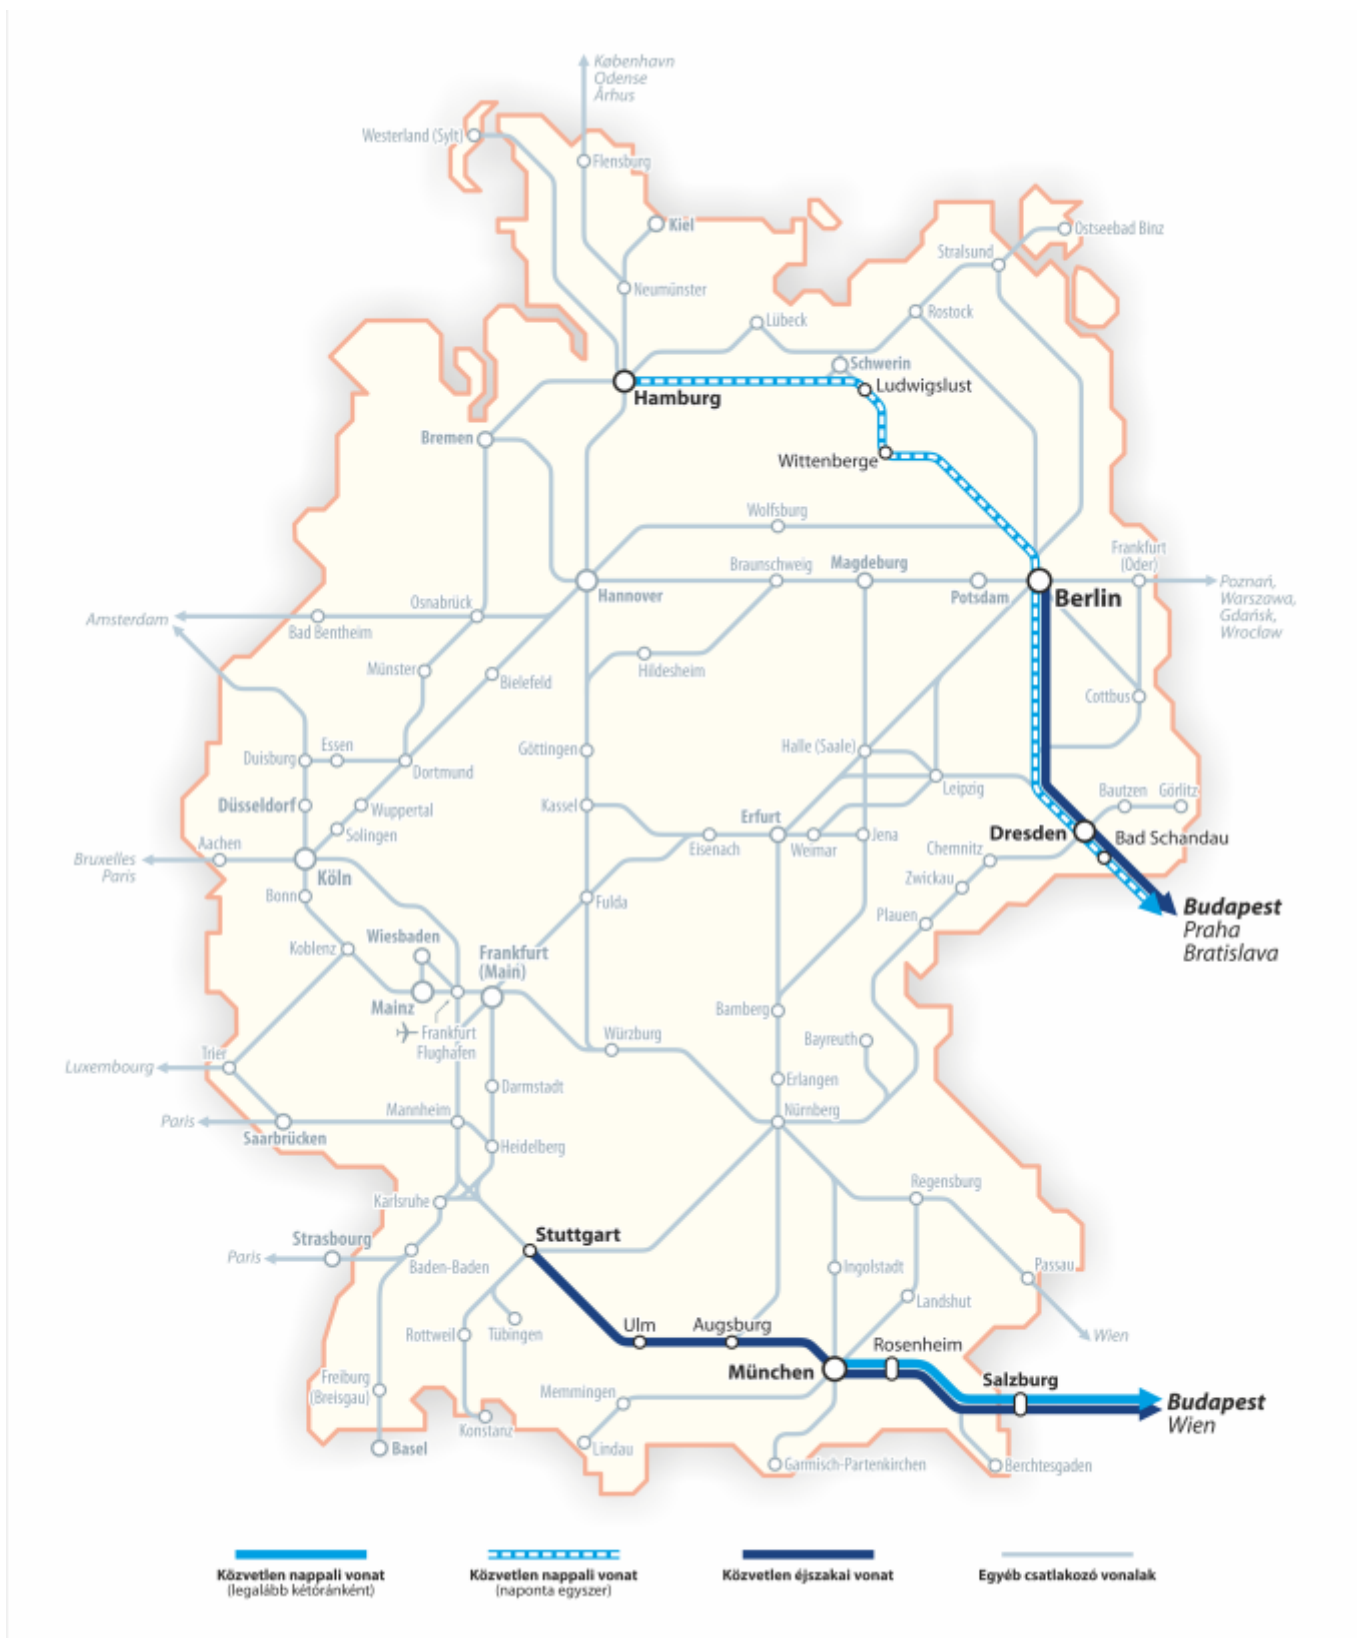 København
Odense
Århus
Westerland (Sylt)
Flensburg
Kiel
Ostseebad Binz
Stralsund
Neumünster
Rostock
Lübeck
Schwerin
Ludwigslust
Hamburg
Bremen
Wittenberge
Wolfsburg
Frankfurt
(Oder)
Braunschweig
Magdeburg
Poznań,
Warszawa,
Gdańsk,
Wrocław
Hannover
Potsdam
Berlin
Osnabrück
Amsterdam
Bad Bentheim
Münster
Bielefeld
Hildesheim
Cottbus
Essen
Göttingen
Halle (Saale)
Duisburg
Dortmund
Leipzig
Bautzen
Görlitz
Düsseldorf
Wuppertal
Kassel
Erfurt
Solingen
Dresden
Bad Schandau
Aachen
Eisenach
Weimar
Jena
Chemnitz
Bruxelles
Paris
Köln
Zwickau
Bonn
Fulda
Plauen
Budapest
Praha
Bratislava
Wiesbaden
Koblenz
Frankfurt
(Main)
Mainz
Bamberg
Frankfurt
Flughafen
Würzburg
Bayreuth
Trier
Luxembourg
Darmstadt
Erlangen
Mannheim
Nürnberg
Paris
Saarbrücken
Heidelberg
Karlsruhe
Regensburg
Stuttgart
Strasbourg
Paris
Baden-Baden
Ingolstadt
Passau
Landshut
Ulm
Augsburg
Rottweil
Tübingen
Wien
Rosenheim
München
Freiburg
(Breisgau)
Salzburg
Memmingen
Budapest
Wien
Konstanz
Basel
Lindau
Garmisch-Partenkirchen
Berchtesgaden
Közvetlen nappali vonat
(legalább kétóránként)
Közvetlen nappali vonat
(naponta egyszer)
Közvetlen éjszakai vonat
Egyéb csatlakozó vonalak